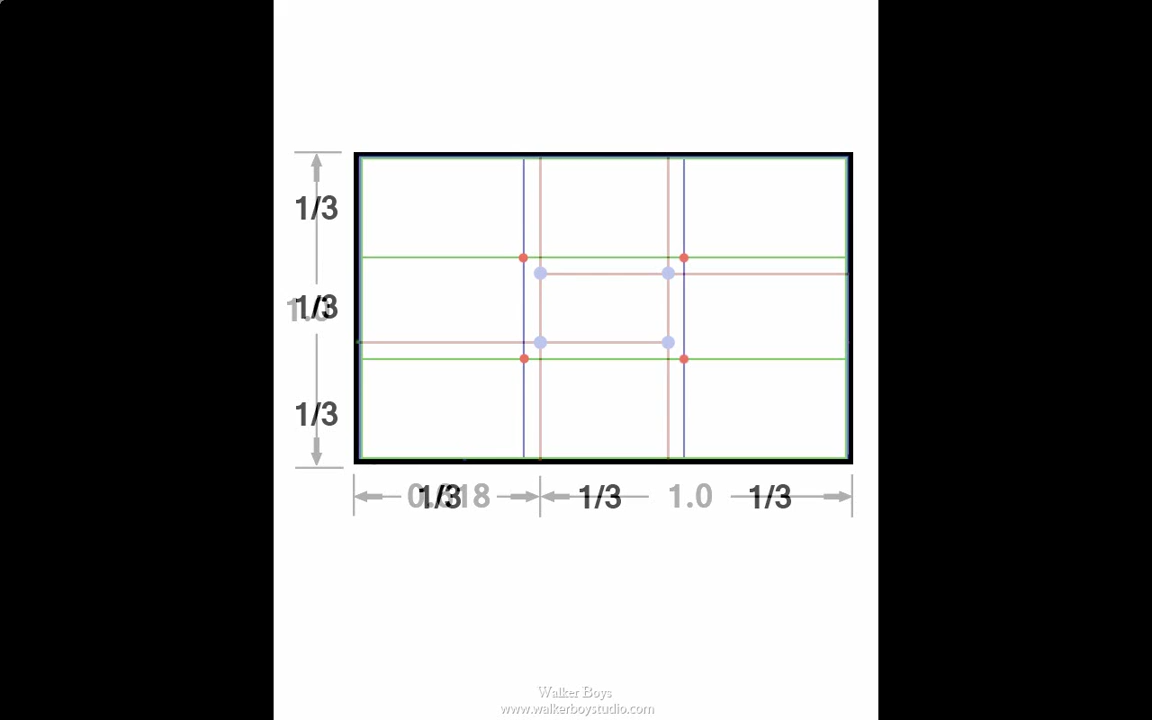 1/3
1/3
1/3
1/3 1/3 1.0 1/3
Walker Boys
www.walkerboystudio.com